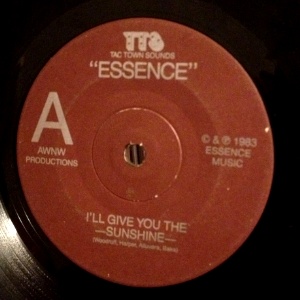 TTS
TAC TOWN SOUNDS
"ESSENCE"
A
AWNW
PRODUCTIONS
© & ℗ 1983
ESSENCE
MUSIC
I'LL GIVE YOU THE
—SUNSHINE—